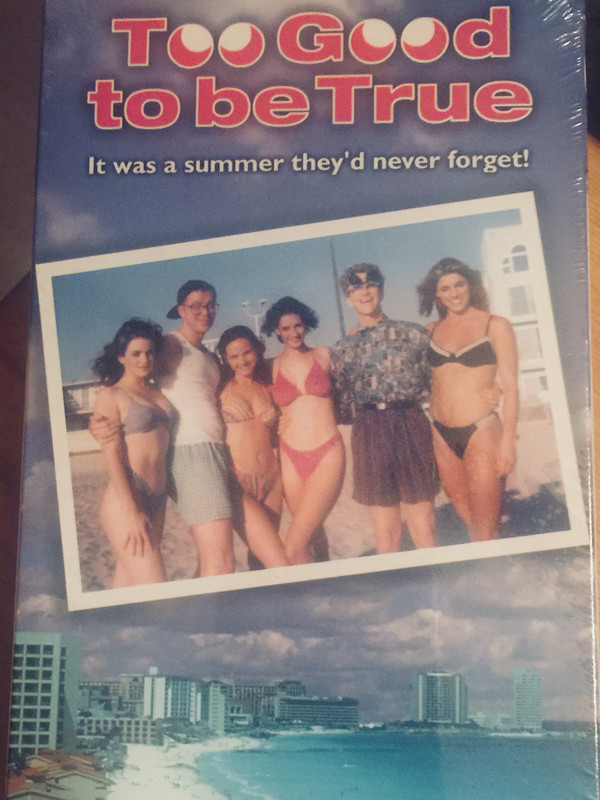 Too Good
to be True
It was a summer they'd never forget!